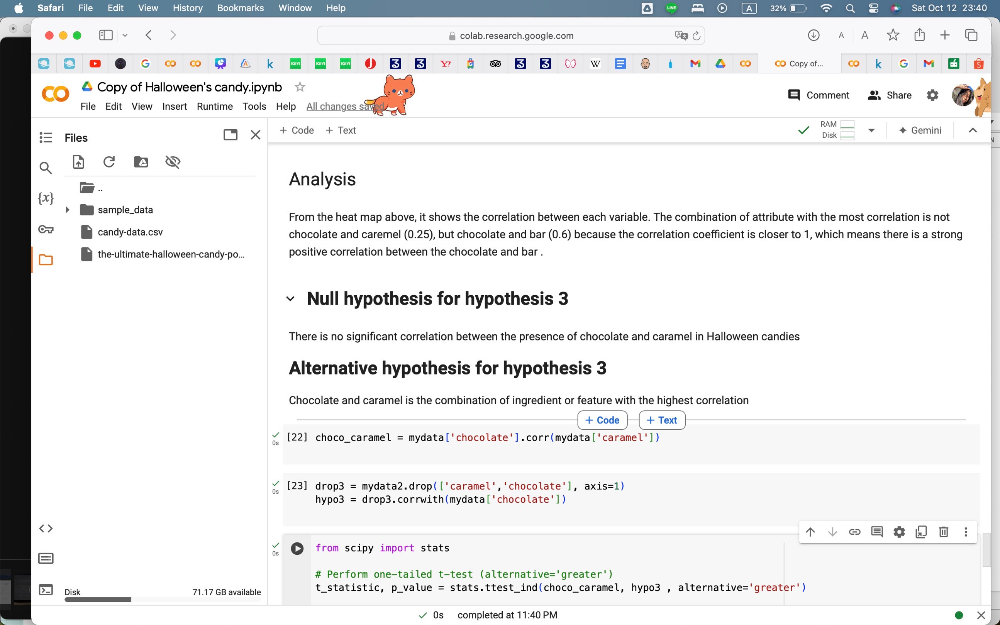 Safari File Edit View History Bookmarks Window Help LINE A 32% Sat Oct 12 23:40
colab.research.google.com A A
k iQIYI iQIYI iQIYI J 3 3 Y! 3 3 W Copy of... k S
Copy of Halloween's candy.ipynb
File Edit View Insert Runtime Tools Help All changes saved
Comment Share
Files
+ Code + Text
RAM
Disk
Gemini
..
{x}
sample_data
candy-data.csv
the-ultimate-halloween-candy-po...
Disk 71.17 GB available
Analysis
From the heat map above, it shows the correlation between each variable. The combination of attribute with the most correlation is not
chocolate and caremel (0.25), but chocolate and bar (0.6) because the correlation coefficient is closer to 1, which means there is a strong
positive correlation between the chocolate and bar .
Null hypothesis for hypothesis 3
There is no significant correlation between the presence of chocolate and caramel in Halloween candies
Alternative hypothesis for hypothesis 3
Chocolate and caramel is the combination of ingredient or feature with the highest correlation
+ Code + Text
0s [22] choco_caramel = mydata['chocolate'].corr(mydata['caramel'])
0s [23] drop3 = mydata2.drop(['caramel','chocolate'], axis=1)
hypo3 = drop3.corrwith(mydata['chocolate'])
0s from scipy import stats
# Perform one-tailed t-test (alternative='greater')
t_statistic, p_value = stats.ttest_ind(choco_caramel, hypo3 , alternative='greater')
0s completed at 11:40 PM